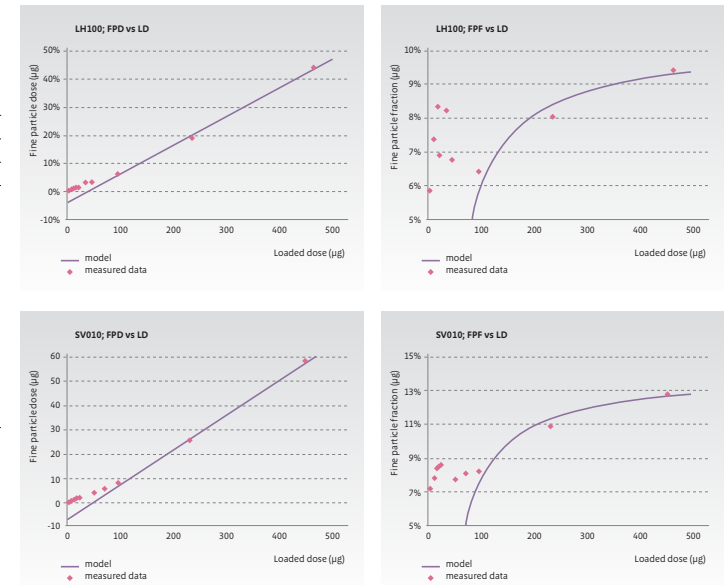 LH100; FPD vs LD
Fine particle dose (µg)
50%
40%
30%
20%
10%
0%
-10%
0 100 200 300 400 500
Loaded dose (µg)
model
measured data
LH100; FPF vs LD
Fine particle fraction (µg)
10%
9%
8%
7%
6%
5%
0 100 200 300 400 500
Loaded dose (µg)
model
measured data
SV010; FPD vs LD
Fine particle dose (µg)
60
50
40
30
20
10
0
-10
0 100 200 300 400 500
Loaded dose (µg)
model
measured data
SV010; FPF vs LD
Fine particle fraction (µg)
15%
13%
11%
9%
7%
5%
0 100 200 300 400 500
Loaded dose (µg)
model
measured data